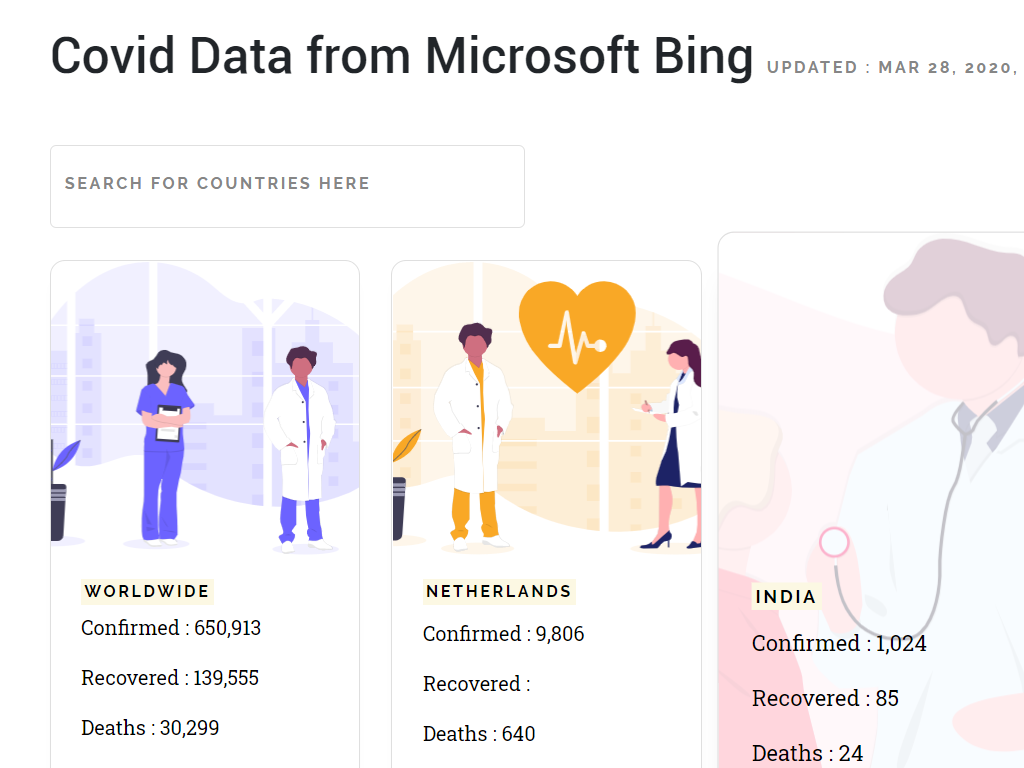 Covid Data from Microsoft Bing UPDATED : MAR 28, 2020,
SEARCH FOR COUNTRIES HERE
WORLDWIDE
Confirmed : 650,913
Recovered : 139,555
Deaths : 30,299
NETHERLANDS
Confirmed : 9,806
Recovered :
Deaths : 640
INDIA
Confirmed : 1,024
Recovered : 85
Deaths : 24